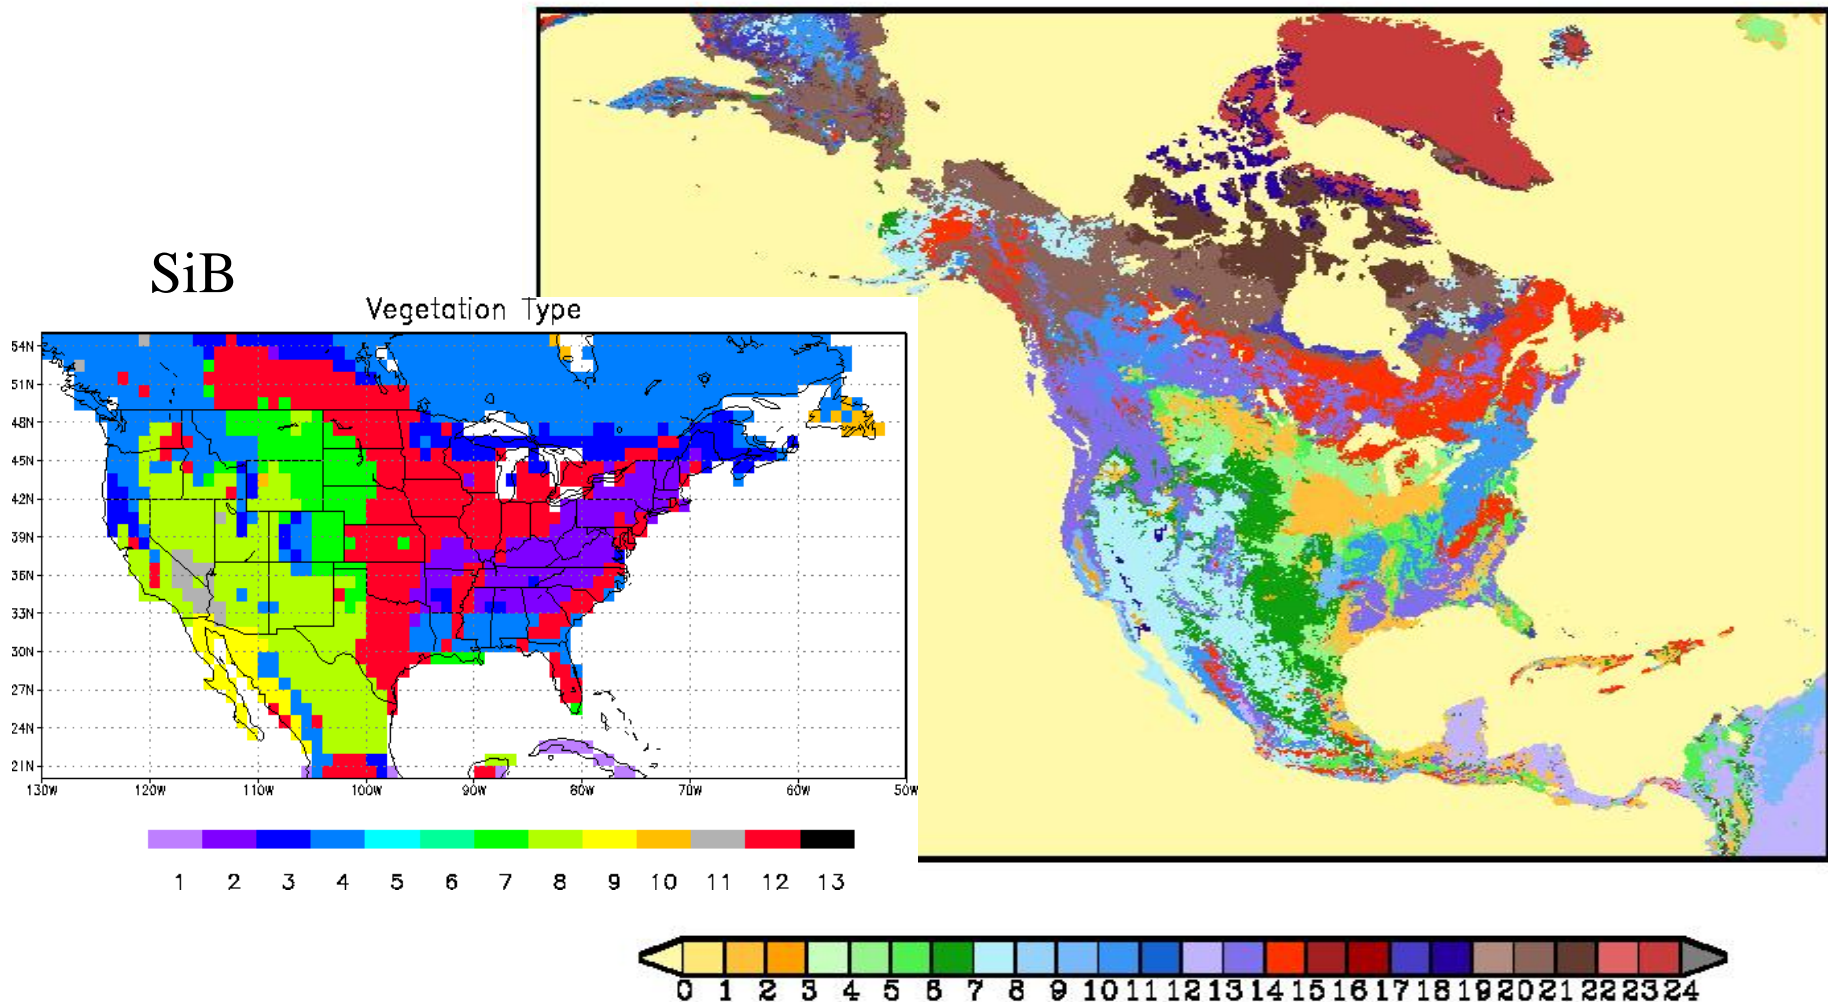 SiB
Vegetation Type
54N
51N
48N
45N
42N
39N
36N
33N
30N
27N
24N
21N
130W 120W 110W 100W 90W 80W 70W 60W 50W
1 2 3 4 5 6 7 8 9 10 11 12 13
0 1 2 3 4 5 6 7 8 9 10 11 12 13 14 15 16 17 18 19 20 21 22 23 24